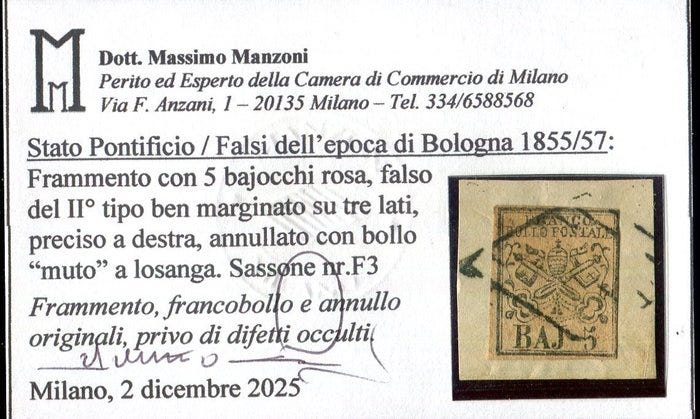 Dott. Massimo Manzoni
Perito ed Esperto della Camera di Commercio di Milano
Via F. Anzani, 1 – 20135 Milano – Tel. 334/6588568
Stato Pontificio / Falsi dell'epoca di Bologna 1855/57:
Frammento con 5 bajocchi rosa, falso
del II° tipo ben marginato su tre lati,
preciso a destra, annullato con bollo
“muto” a losanga. Sassone nr.F3
Frammento, francobollo e annullo
originali, privo di difetti occulti.
Milano, 2 dicembre 2025
FRANCO
BOLLO POSTALE
BAJ 5